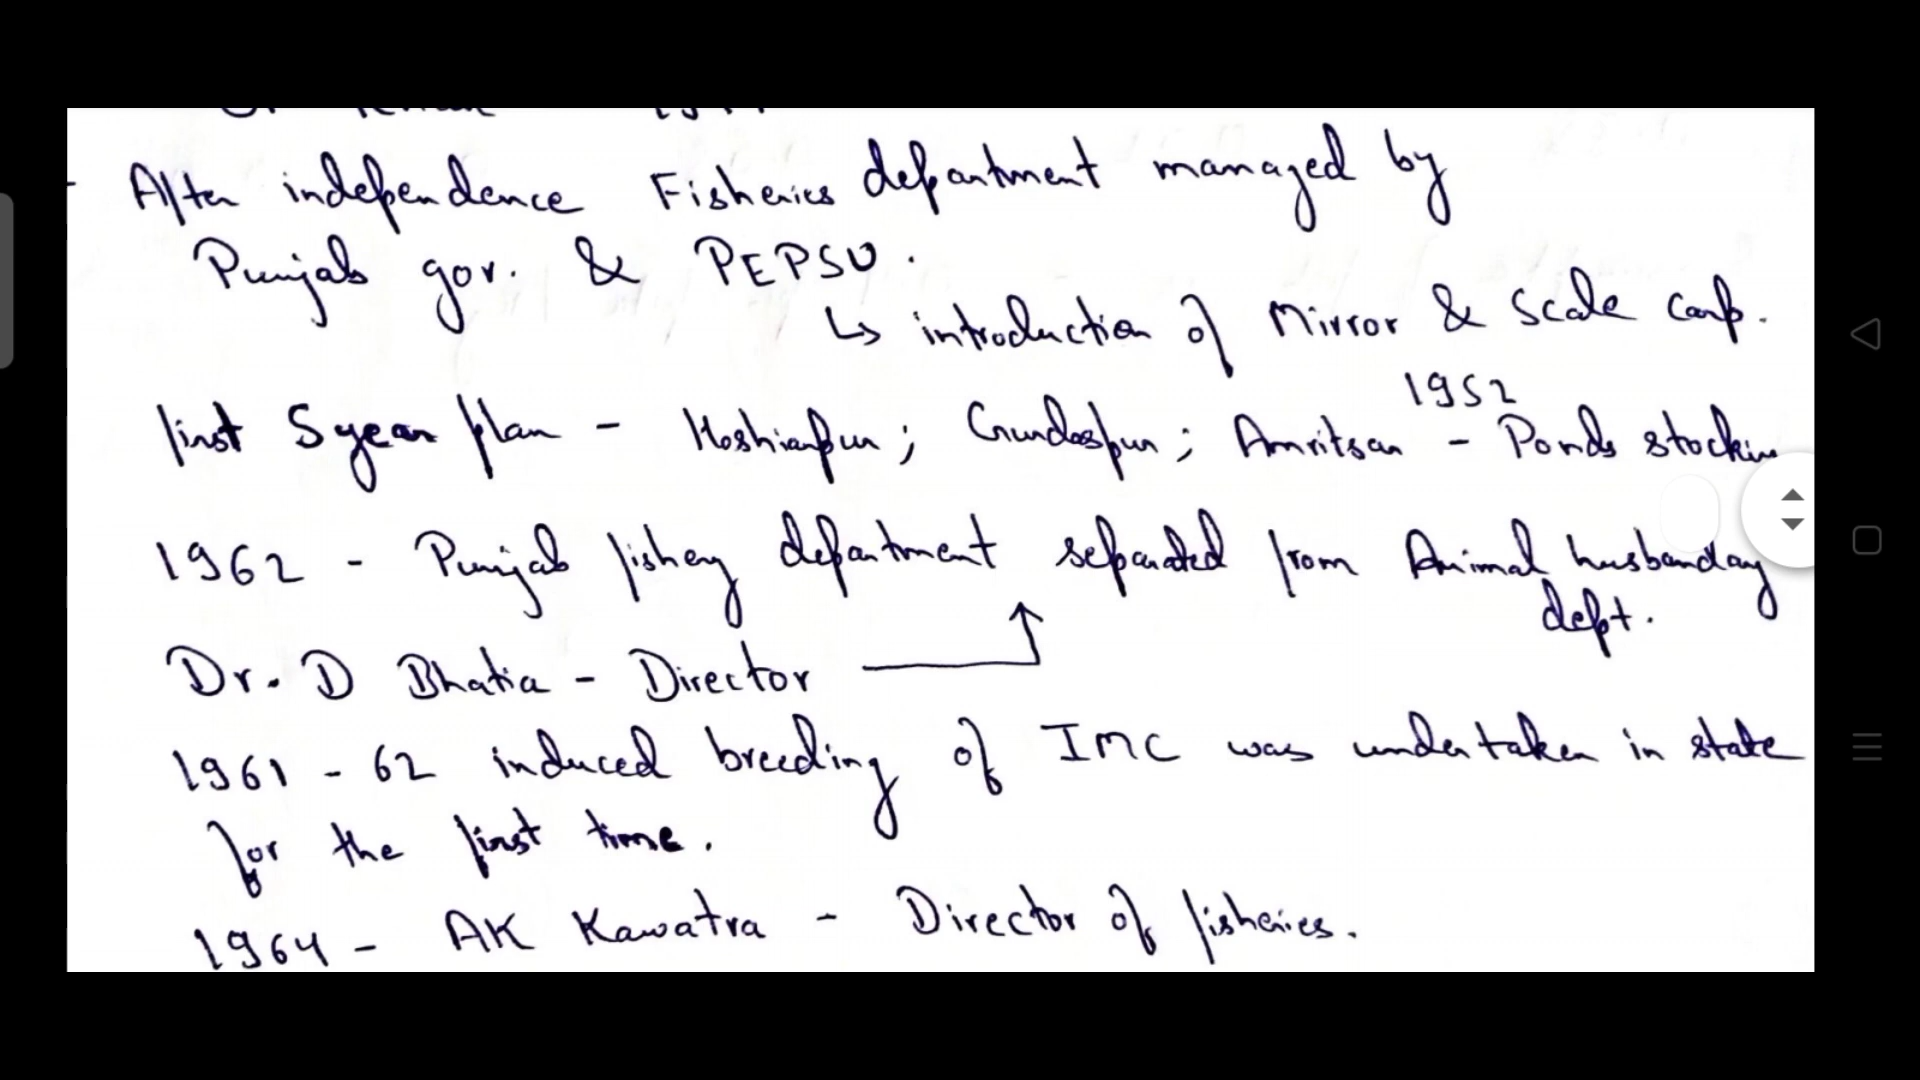 - After independence Fisheries department managed by
Punjab gov. & PEPSU.
↳ introduction of Mirror & Scale carp.
1952
first 5 year plan - Hoshiarpur; Gurdaspur; Amritsar - Ponds stockin
1962 - Punjab fishery department separated from Animal husbandary
dept.
Dr. D Bhatia - Director
1961 - 62 induced breeding of IMC was undertaken in state
for the first time.
1964 - AK Kawatra - Director of fisheries.